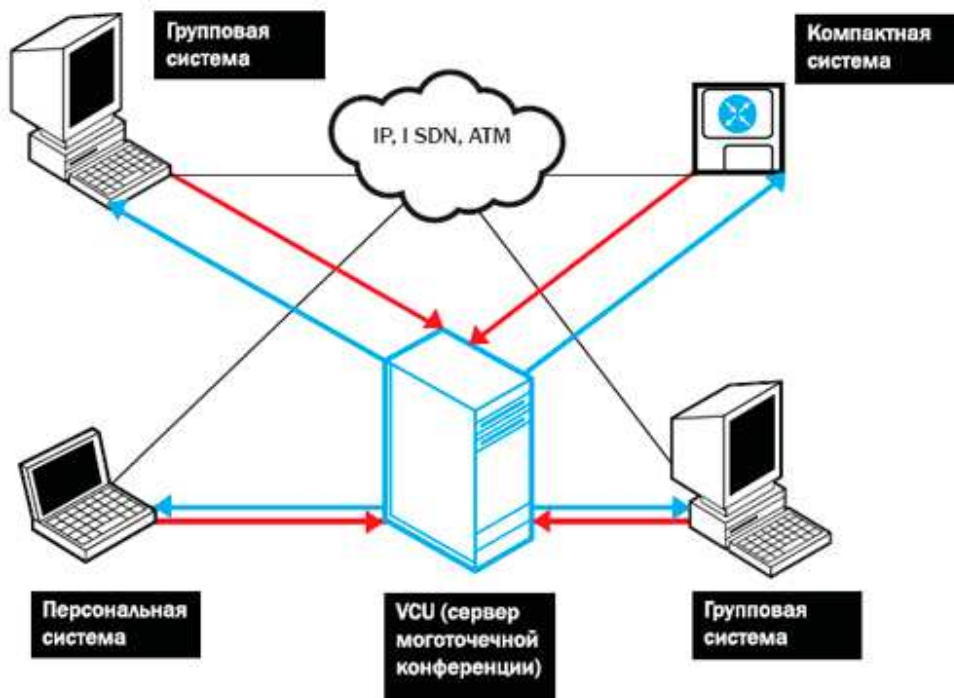 Групповая
система
Компактная
система
IP, I SDN, ATM
Персональная
система
VCU (сервер
моготочечной
конференции)
Групповая
система